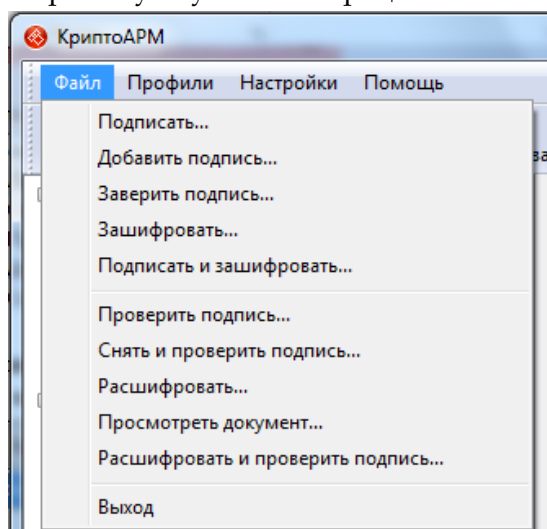 КриптоАРМ
Файл Профили Настройки Помощь
Подписать...
Добавить подпись...
Заверить подпись...
Зашифровать...
Подписать и зашифровать...
Проверить подпись...
Снять и проверить подпись...
Расшифровать...
Просмотреть документ...
Расшифровать и проверить подпись...
Выход